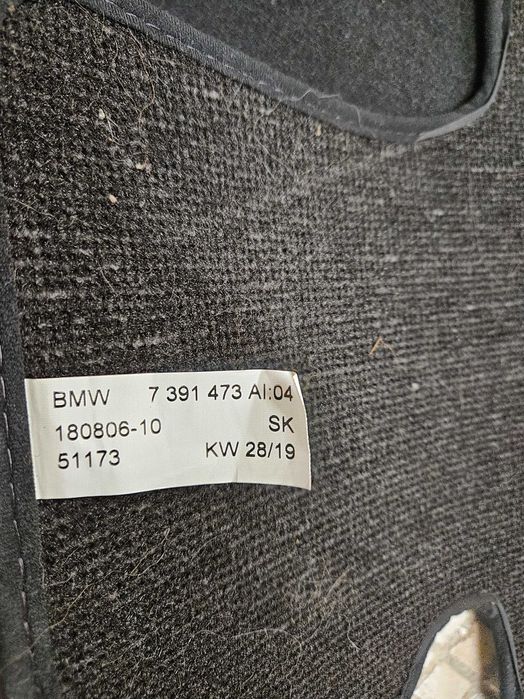 BMW 7 391 473 AI:04
180806-10 SK
51173 KW 28/19